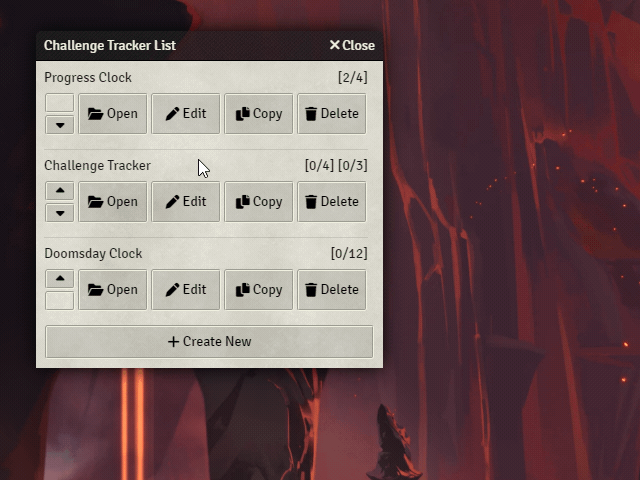 Challenge Tracker List Close
Progress Clock [2/4]
Open Edit Copy Delete
Challenge Tracker [0/4] [0/3]
Open Edit Copy Delete
Doomsday Clock [0/12]
Open Edit Copy Delete
Create New